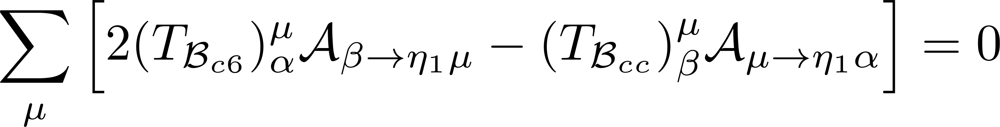 \sum_{\mu} \left[ 2(T_{\mathcal{B}_{c6}})^{\mu}_{\alpha} \mathcal{A}_{\beta \to \eta_1 \mu} - (T_{\mathcal{B}_{cc}})^{\mu}_{\beta} \mathcal{A}_{\mu \to \eta_1 \alpha} \right] = 0